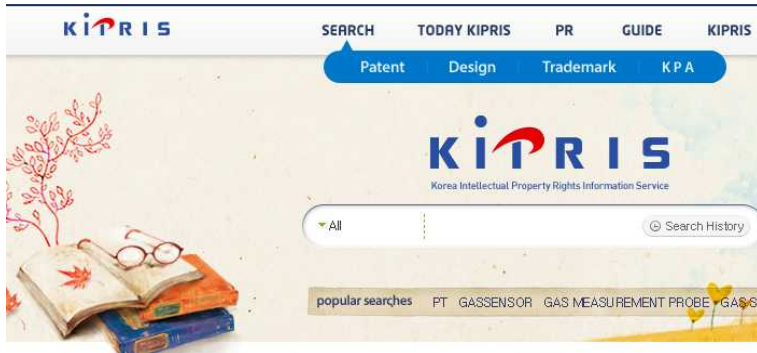 KIPRIS SEARCH TODAY KIPRIS PR GUIDE KIPRIS
Patent Design Trademark KPA
KIPRIS
Korea Intellectual Property Rights Information Service
All Search History
popular searches PT GASSENSOR GAS MEASUREMENT PROBE GAS S